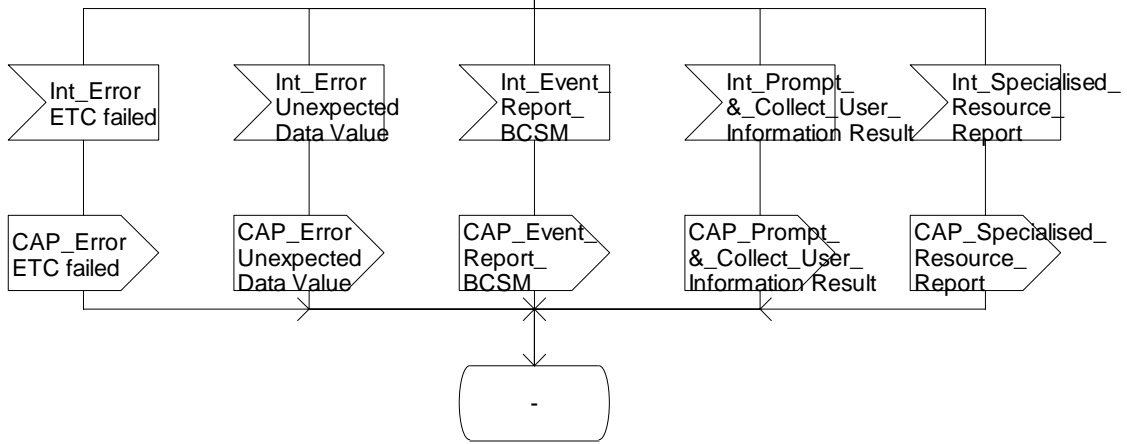 Int_Error
ETC failed
Int_Error
Unexpected
Data Value
Int_Event_
Report_
BCSM
Int_Prompt_
&_Collect_User_
Information Result
Int_Specialised_
Resource_
Report
CAP_Error
ETC failed
CAP_Error
Unexpected
Data Value
CAP_Event_
Report_
BCSM
CAP_Prompt_
&_Collect_User_
Information Result
CAP_Specialised_
Resource_
Report
-